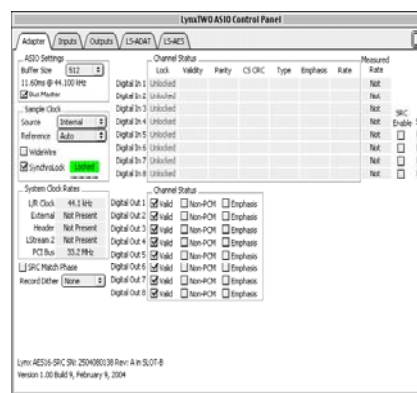 LynxTWO ASIO Control Panel
Adapter Inputs Outputs LS-ADAT LS-AES
ASIO Settings
Buffer Size 512
11.60ms @ 44.100 kHz
Bus Master
Sample Clock
Source Internal
Reference Auto
WideWire
SynchroLock Locked
System Clock Rates
L/R Clock 44.1 kHz
External Not Present
Header Not Present
LStream 2 Not Present
PCI Bus 33.2 MHz
SRC Match Phase
Record Dither None
Channel Status
Lock Validity Parity CS CRC Type Emphasis Rate
Measured
Rate
SRC
Enable
Digital In 1 Unlocked Not
Digital In 2 Unlocked Not
Digital In 3 Unlocked Not
Digital In 4 Unlocked Not
Digital In 5 Unlocked Not
Digital In 6 Unlocked Not
Digital In 7 Unlocked Not
Digital In 8 Unlocked Not
Channel Status
Digital Out 1 Valid Non-PCM Emphasis
Digital Out 2 Valid Non-PCM Emphasis
Digital Out 3 Valid Non-PCM Emphasis
Digital Out 4 Valid Non-PCM Emphasis
Digital Out 5 Valid Non-PCM Emphasis
Digital Out 6 Valid Non-PCM Emphasis
Digital Out 7 Valid Non-PCM Emphasis
Digital Out 8 Valid Non-PCM Emphasis
Lynx AES16-SRC SN: 2504080138 Rev: A in SLOT-B
Version 1.00 Build 9, February 9, 2004